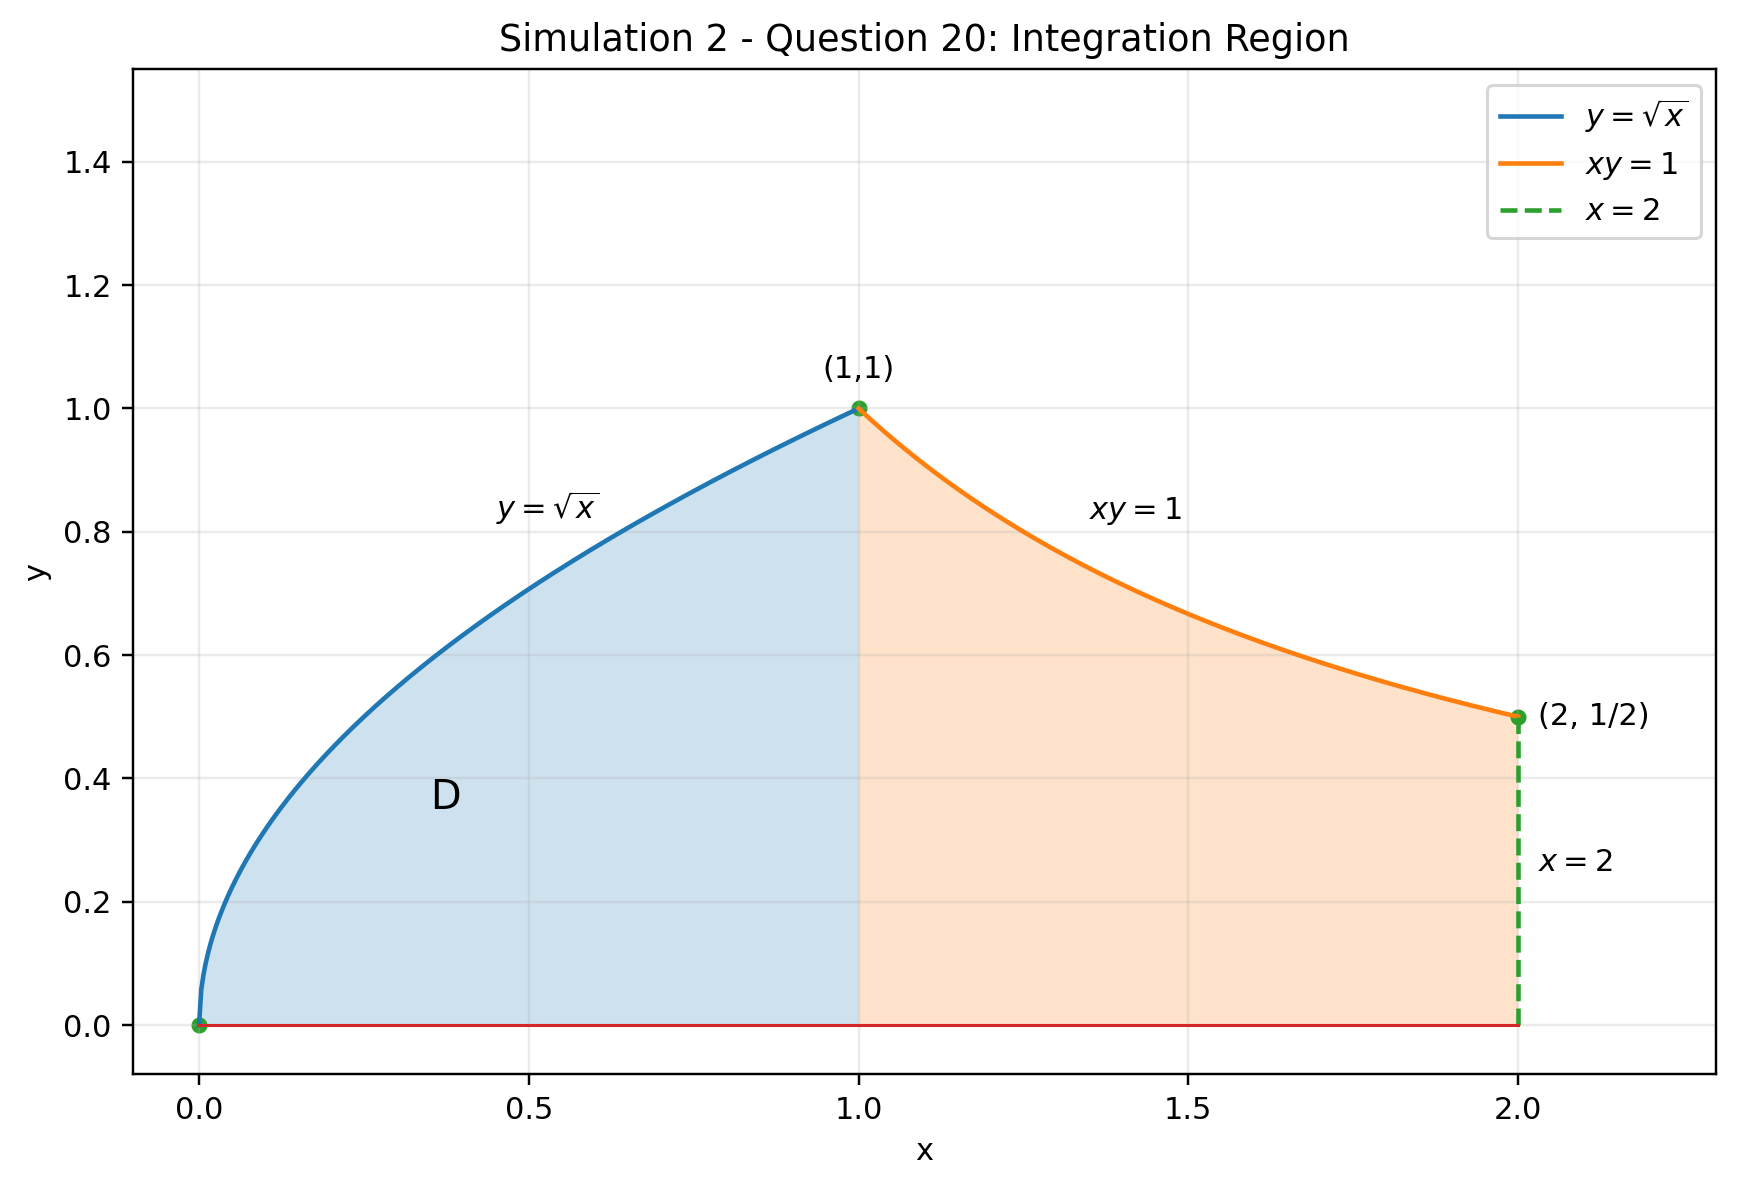 Simulation 2 - Question 20: Integration Region
y = √x
xy = 1
x = 2
1.4
1.2
1.0
0.8
0.6
0.4
0.2
0.0
y
(1,1)
y = √x
xy = 1
(2, 1/2)
D
x = 2
0.0 0.5 1.0 1.5 2.0
x